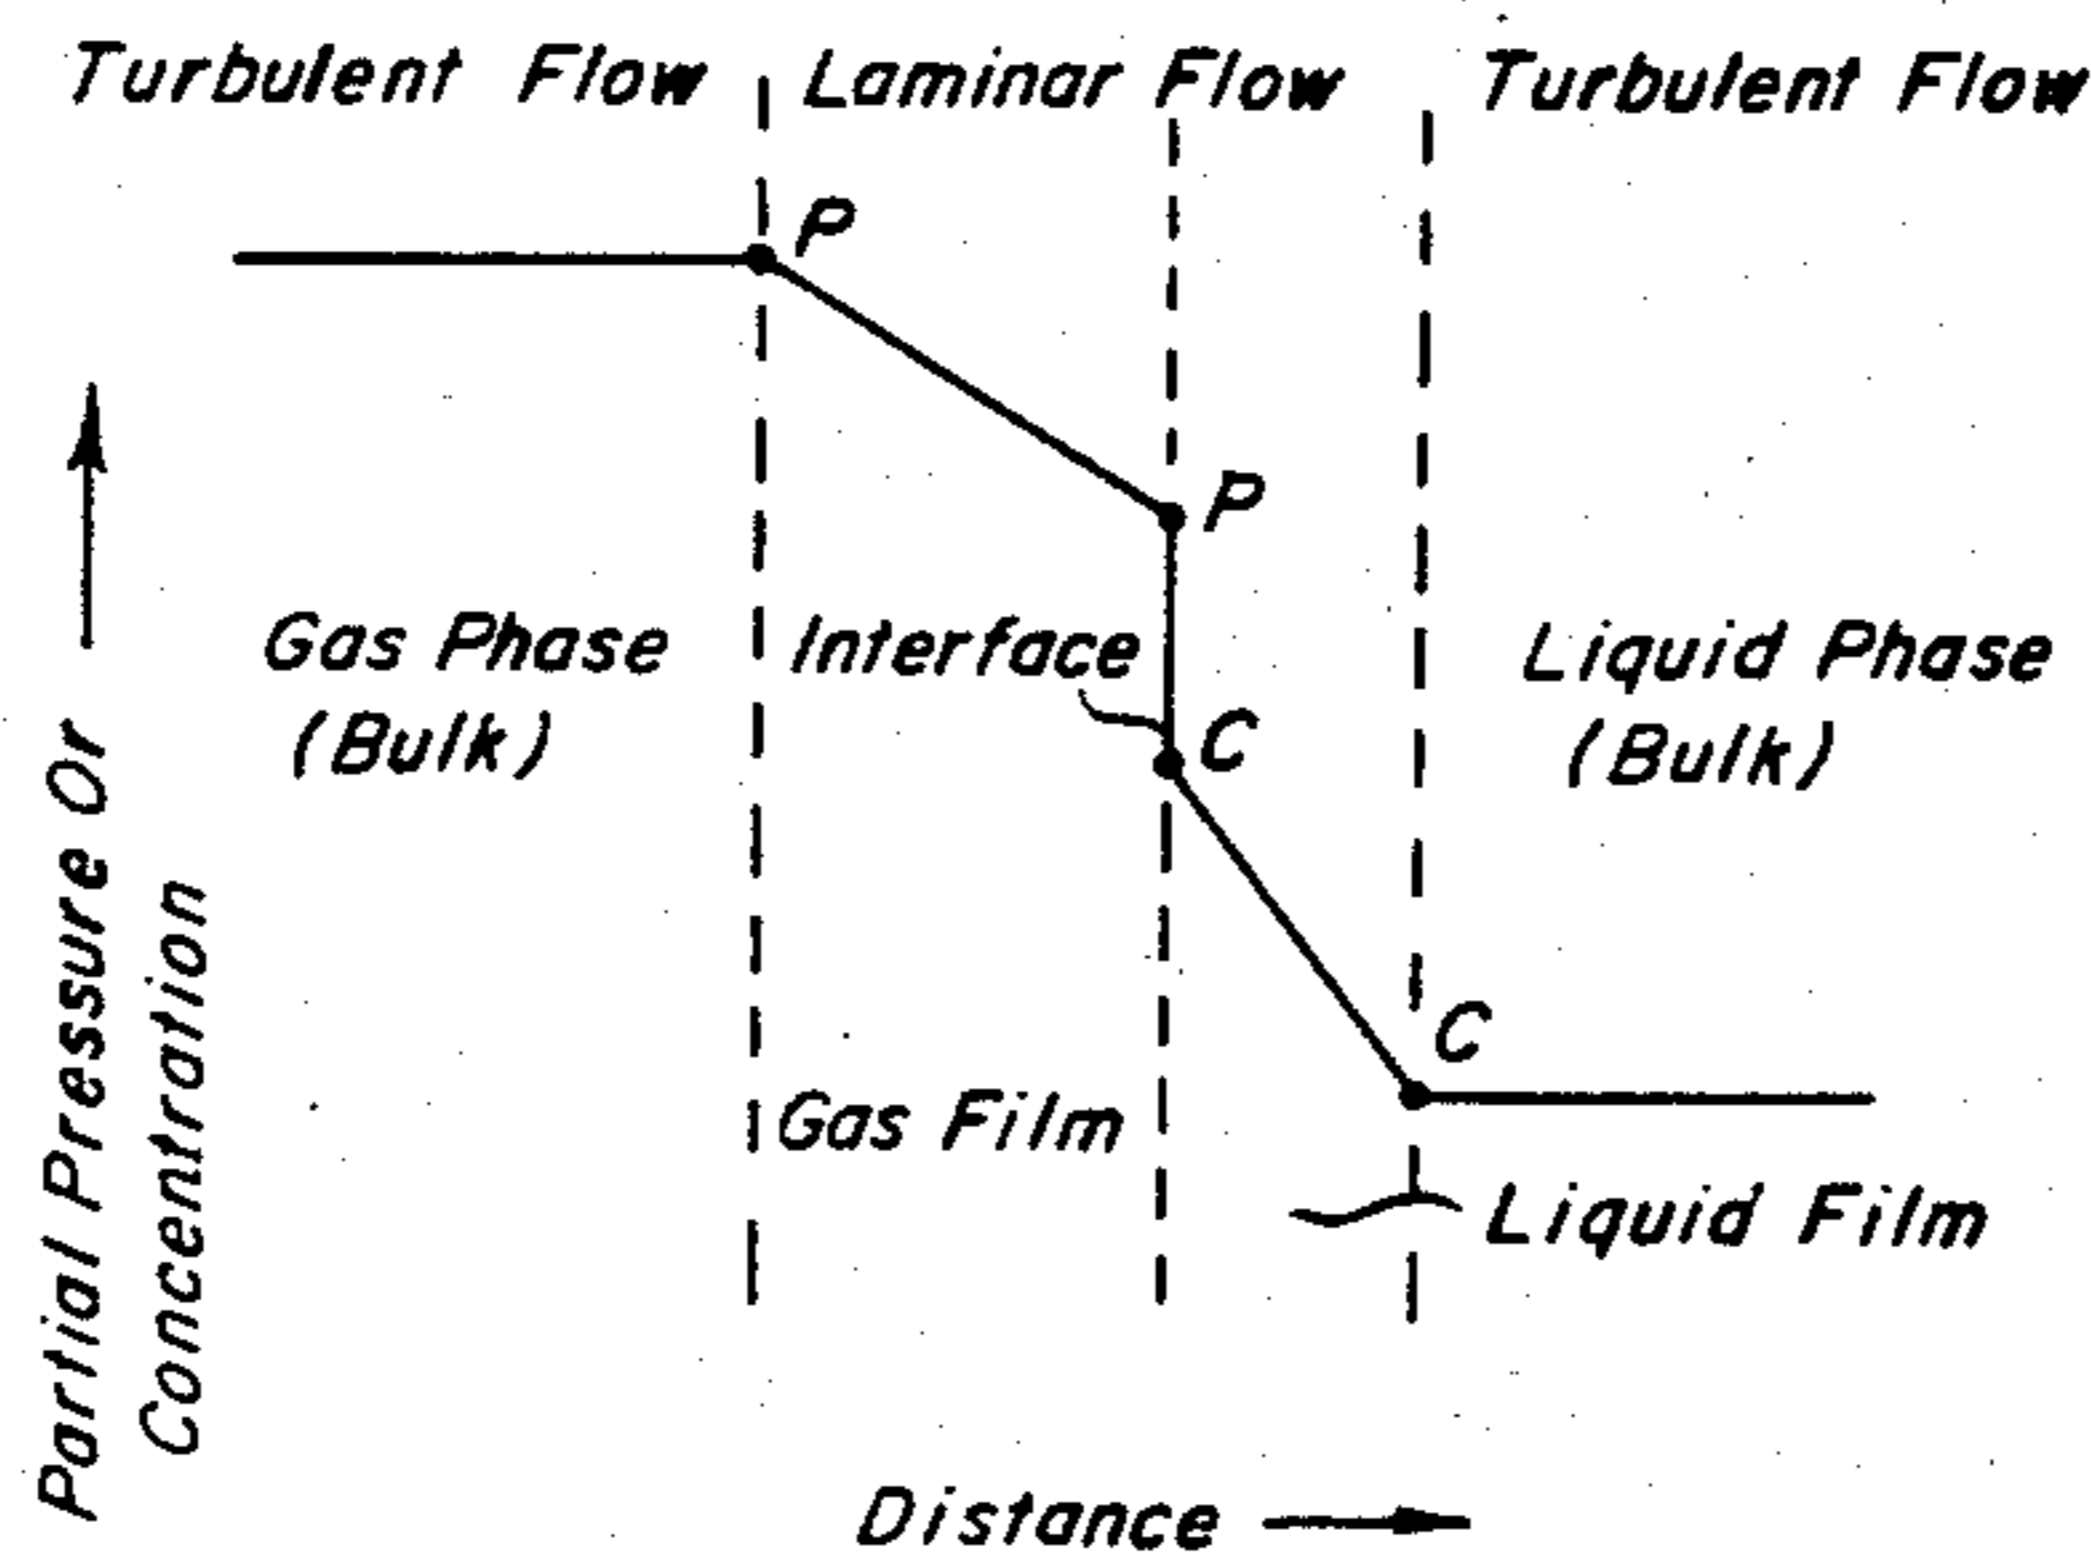 Turbulent Flow
Laminar Flow
Turbulent Flow
P
P
Gas Phase
(Bulk)
Interface
C
Liquid Phase
(Bulk)
C
Gas Film
Liquid Film
Partial Pressure Or
Concentration
Distance